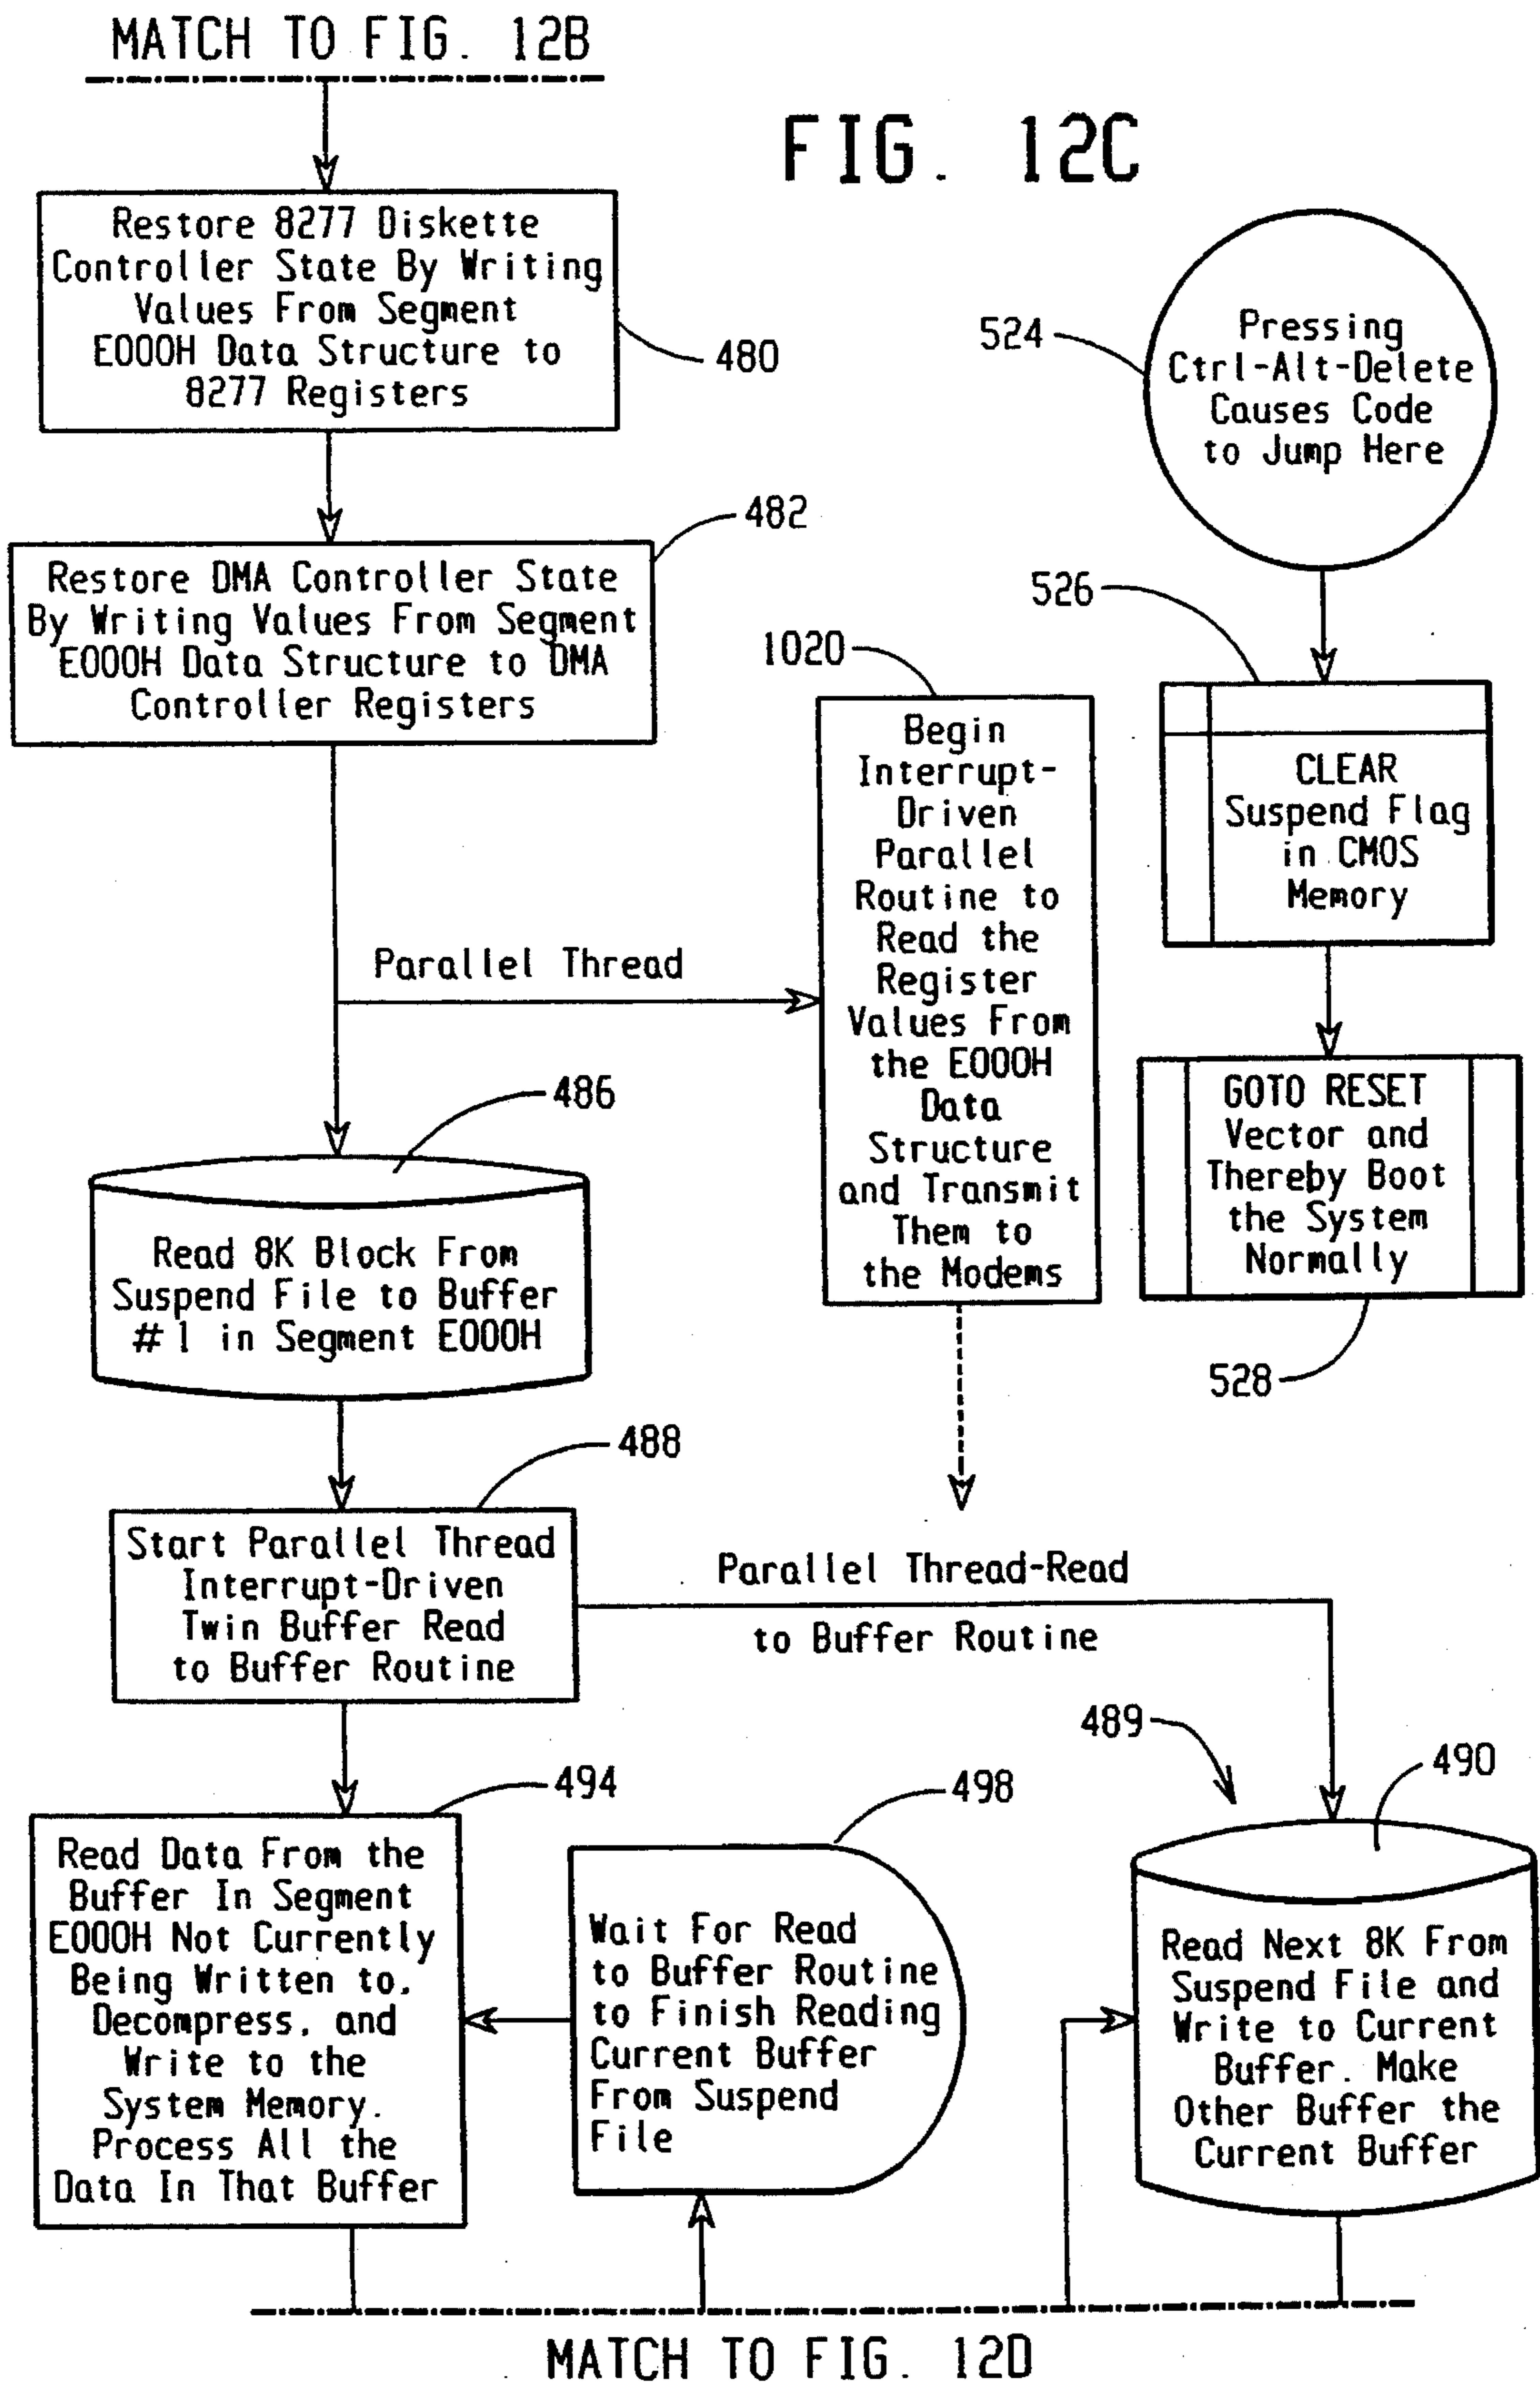 MATCH TO FIG. 12B
FIG. 12C
Restore 8277 Diskette
Controller State By Writing
Values From Segment
E000H Data Structure to
8277 Registers
480
Pressing
Ctrl-Alt-Delete
Causes Code
to Jump Here
524
482
Restore DMA Controller State
By Writing Values From Segment
E000H Data Structure to DMA
Controller Registers
526
CLEAR
Suspend Flag
in CMOS
Memory
1020
Begin
Interrupt-
Driven
Parallel
Routine to
Read the
Register
Values From
the E000H
Data
Structure
and Transmit
Them to
the Modems
Parallel Thread
GOTO RESET
Vector and
Thereby Boot
the System
Normally
528
486
Read 8K Block From
Suspend File to Buffer
#1 in Segment E000H
488
Start Parallel Thread
Interrupt-Driven
Twin Buffer Read
to Buffer Routine
Parallel Thread-Read
to Buffer Routine
489
490
494
Read Data From the
Buffer In Segment
E000H Not Currently
Being Written to,
Decompress, and
Write to the
System Memory.
Process All the
Data In That Buffer
498
Wait For Read
to Buffer Routine
to Finish Reading
Current Buffer
From Suspend
File
Read Next 8K From
Suspend File and
Write to Current
Buffer. Make
Other Buffer the
Current Buffer
MATCH TO FIG. 12D